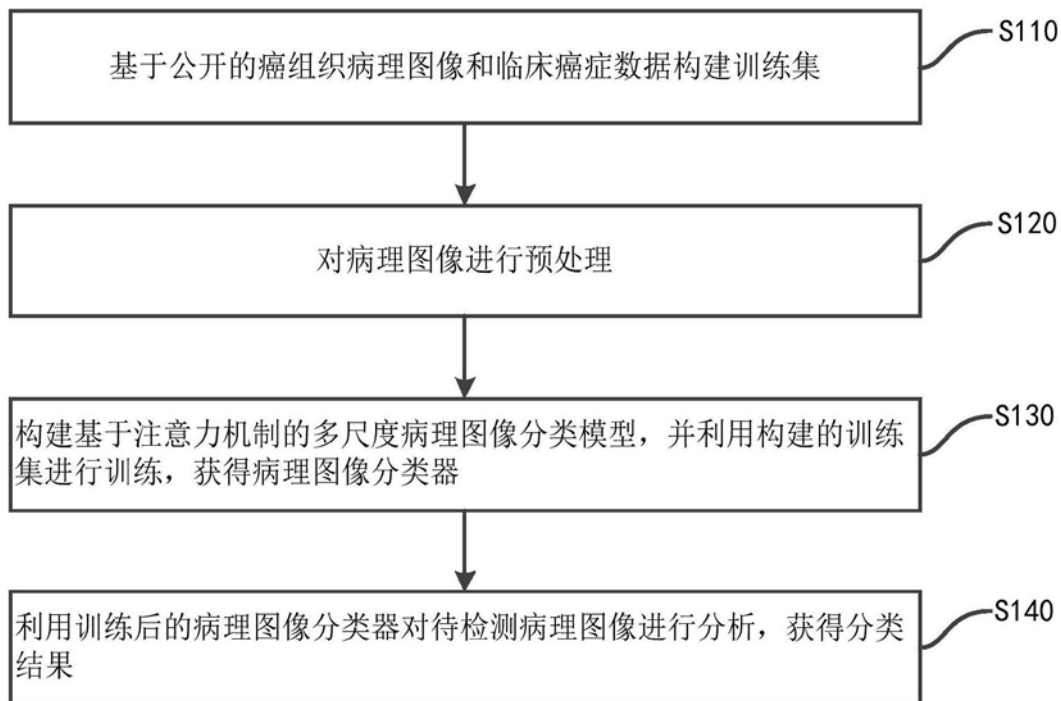 S110
基于公开的癌组织病理图像和临床癌症数据构建训练集
S120
对病理图像进行预处理
S130
构建基于注意力机制的多尺度病理图像分类模型，并利用构建的训练
集进行训练，获得病理图像分类器
S140
利用训练后的病理图像分类器对待检测病理图像进行分析，获得分类
结果